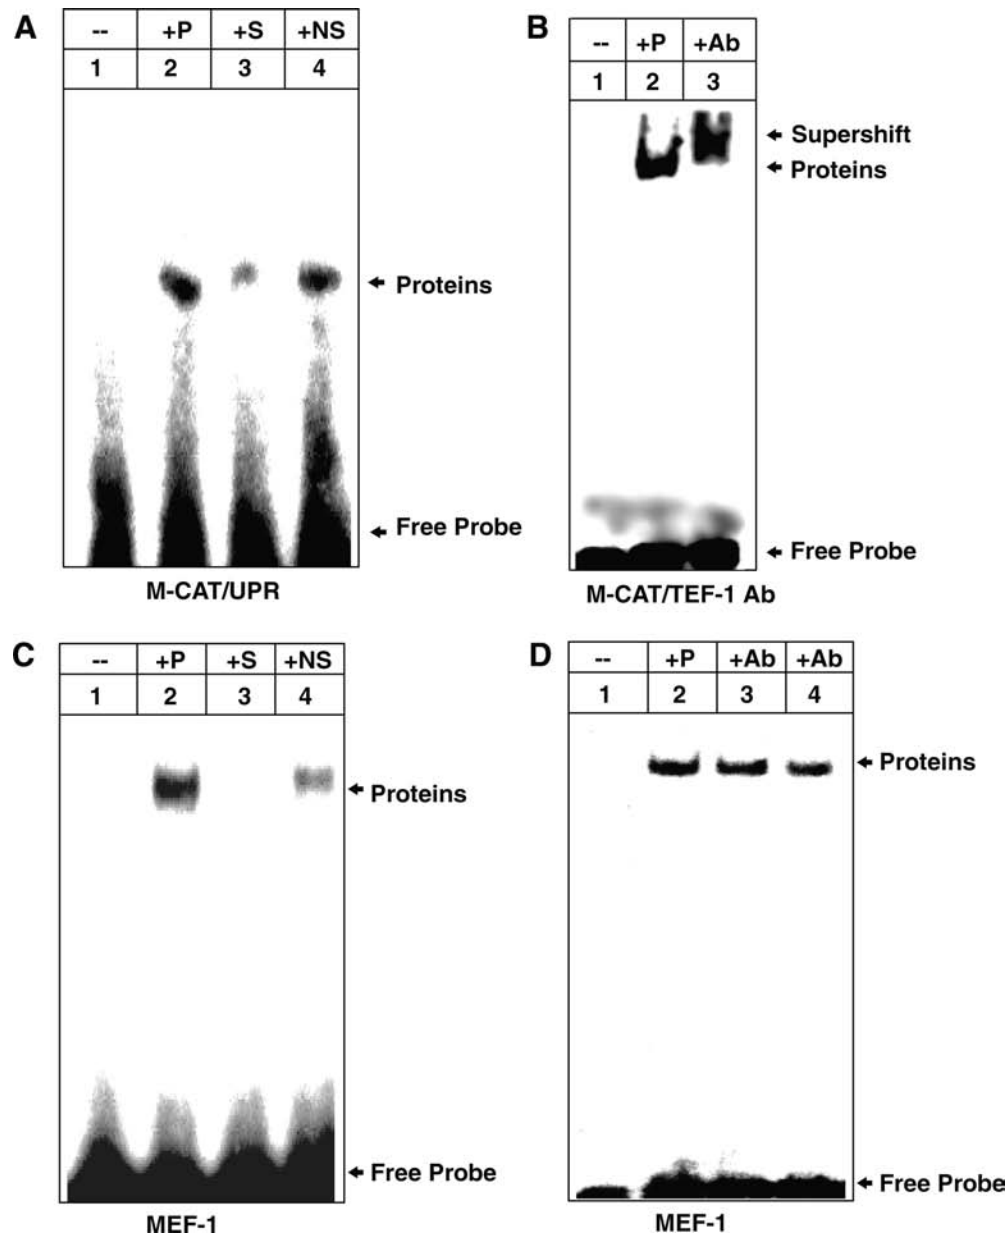 A
-- +P +S +NS
1 2 3 4
Proteins
Free Probe
M-CAT/UPR
B
-- +P +Ab
1 2 3
Supershift
Proteins
Free Probe
M-CAT/TEF-1 Ab
C
-- +P +S +NS
1 2 3 4
Proteins
Free Probe
MEF-1
D
-- +P +Ab +Ab
1 2 3 4
Proteins
Free Probe
MEF-1